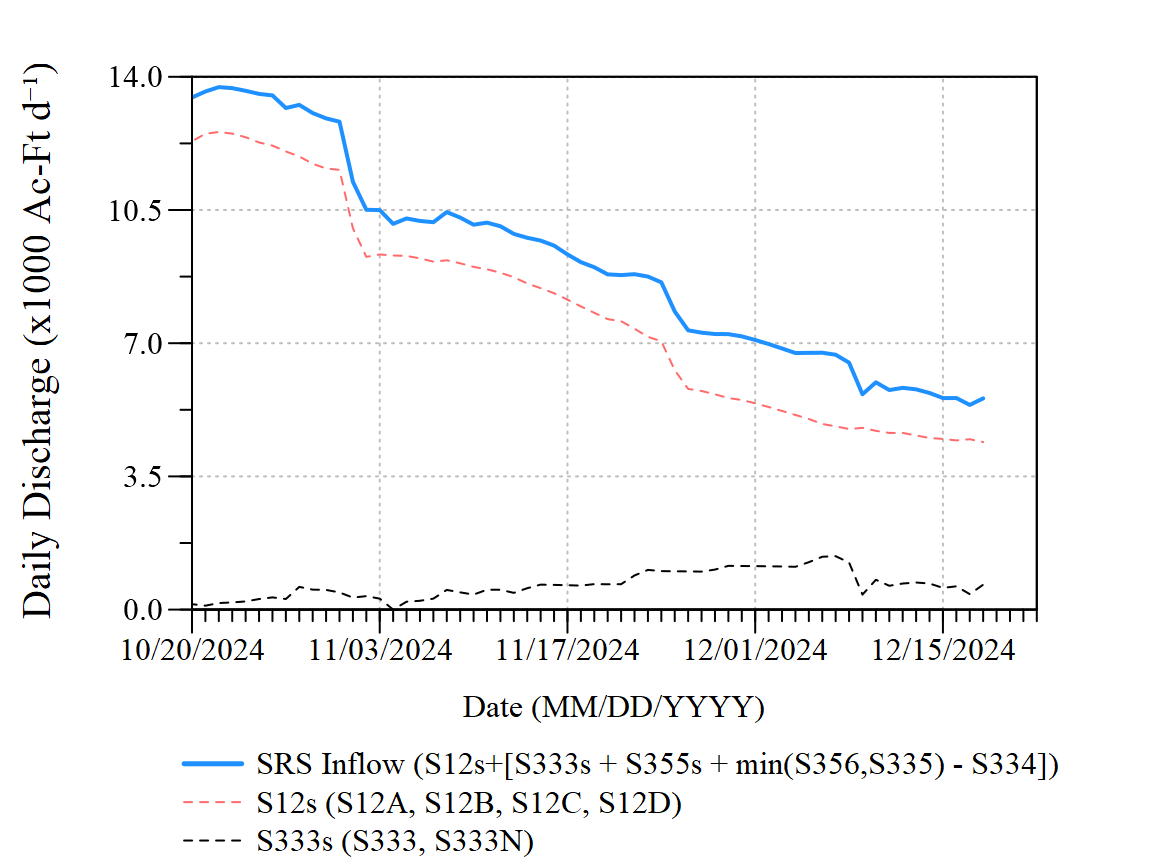 Daily Discharge (x1000 Ac-Ft d⁻¹)
14.0
10.5
7.0
3.5
0.0
10/20/2024 11/03/2024 11/17/2024 12/01/2024 12/15/2024
Date (MM/DD/YYYY)
SRS Inflow (S12s+[S333s + S355s + min(S356,S335) - S334])
S12s (S12A, S12B, S12C, S12D)
S333s (S333, S333N)